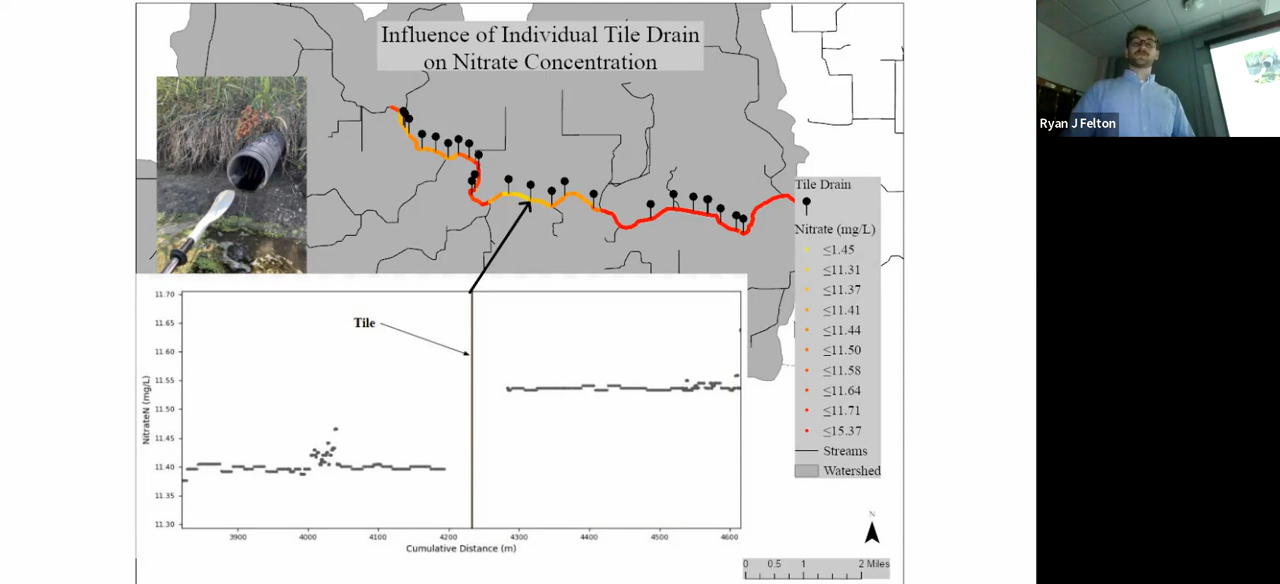 Influence of Individual Tile Drain
on Nitrate Concentration
Ryan J Felton
Tile Drain
Nitrate (mg/L)
≤1.45
≤11.31
≤11.37
≤11.41
≤11.44
≤11.50
≤11.58
≤11.64
≤11.71
≤15.37
Streams
Watershed
Tile
NitrateN (mg/L)
11.70
11.65
11.60
11.55
11.50
11.45
11.40
11.35
11.30
3900 4000 4100 4200 4300 4400 4500 4600
Cumulative Distance (m)
N
0 0.5 1 2 Miles